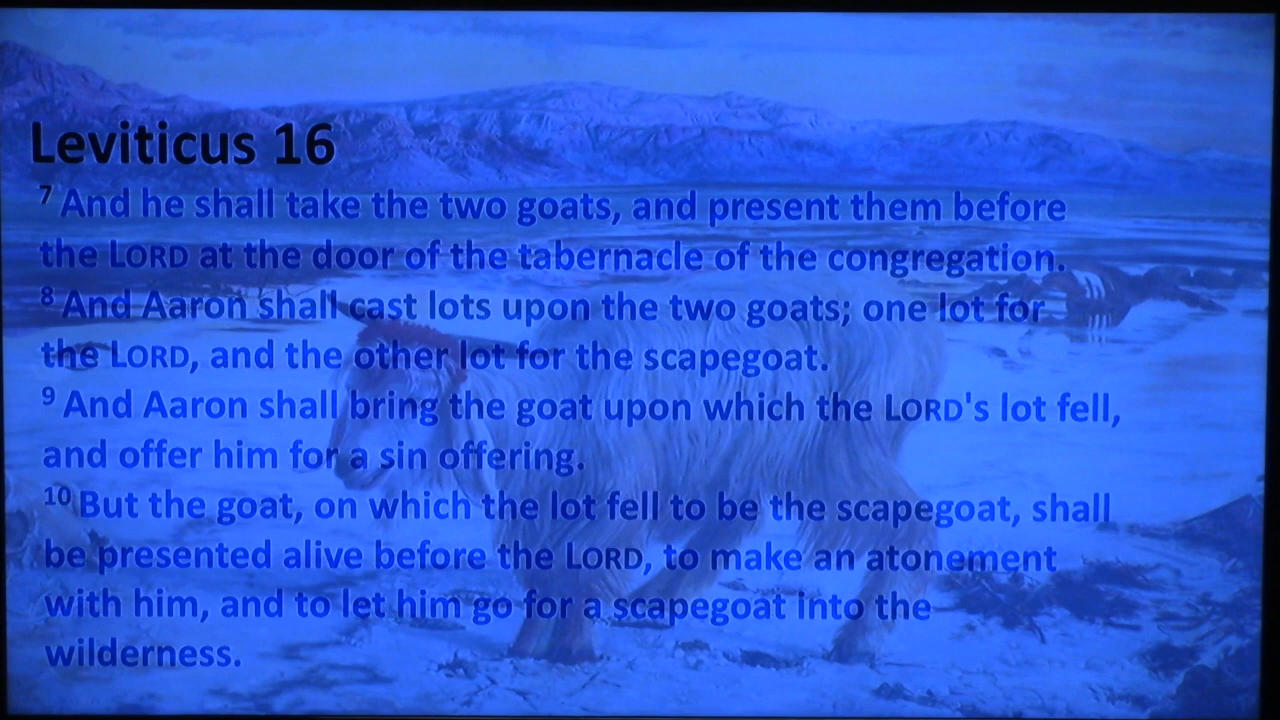 Leviticus 16
7 And he shall take the two goats, and present them before
the LORD at the door of the tabernacle of the congregation.
8 And Aaron shall cast lots upon the two goats; one lot for
the LORD, and the other lot for the scapegoat.
9 And Aaron shall bring the goat upon which the LORD's lot fell,
and offer him for a sin offering.
10 But the goat, on which the lot fell to be the scapegoat, shall
be presented alive before the LORD, to make an atonement
with him, and to let him go for a scapegoat into the
wilderness.